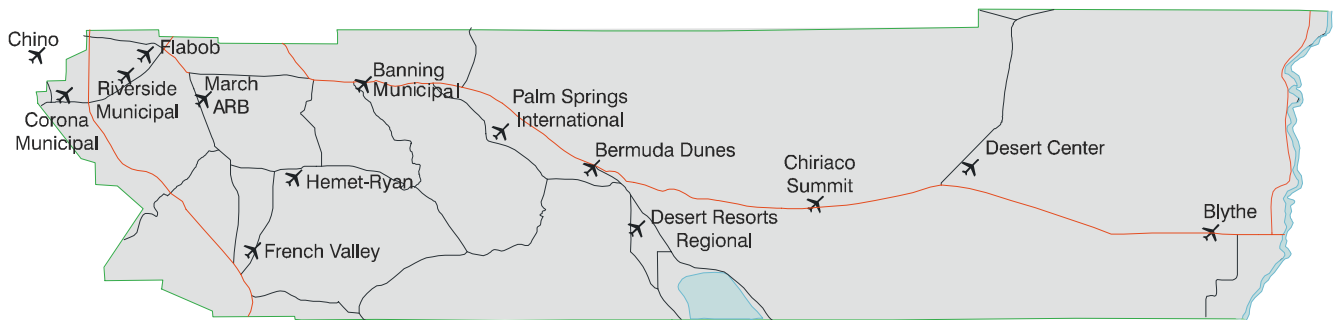 Chino
Flabob
Riverside
Municipal
March
ARB
Corona
Municipal
Banning
Municipal
Palm Springs
International
Bermuda Dunes
Hemet-Ryan
French Valley
Desert Resorts
Regional
Chiriaco
Summit
Desert Center
Blythe